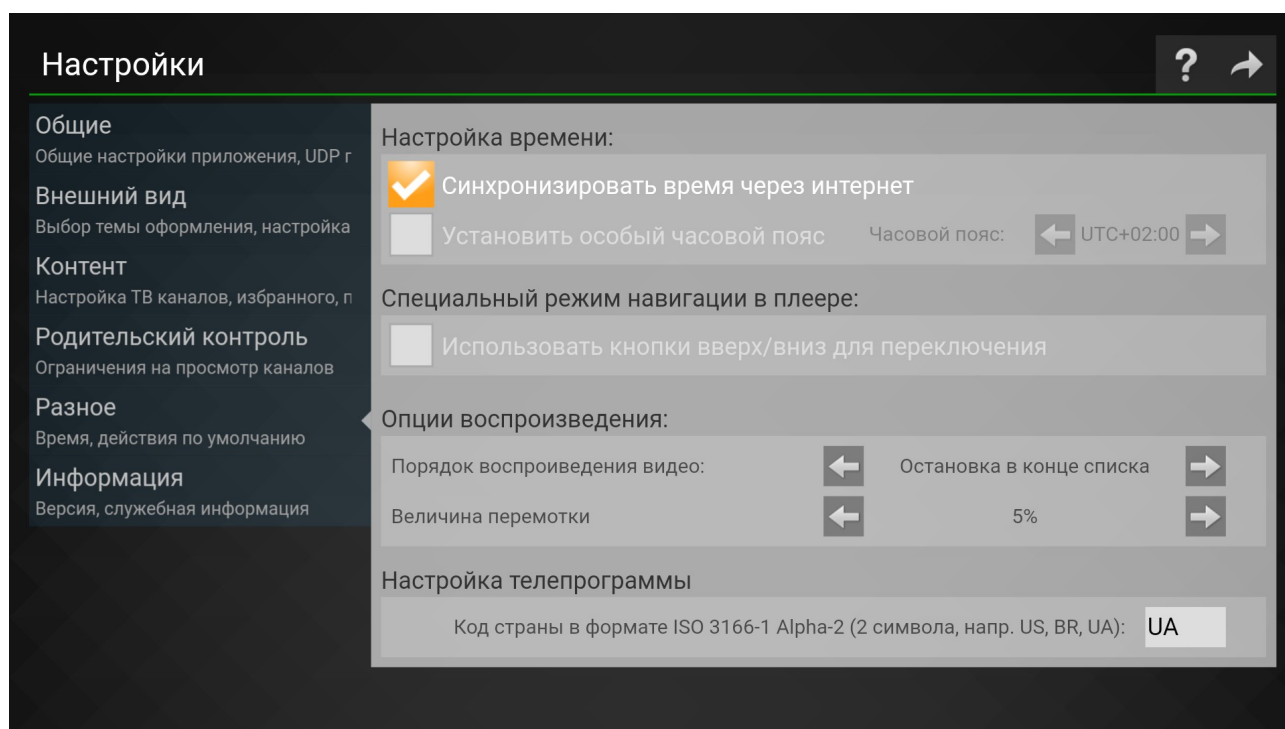 Настройки
?
Общие
Общие настройки приложения, UDP г
Внешний вид
Выбор темы оформления, настройка
Контент
Настройка ТВ каналов, избранного, п
Родительский контроль
Ограничения на просмотр каналов
Разное
Время, действия по умолчанию
Информация
Версия, служебная информация
Настройка времени:
Синхронизировать время через интернет
Установить особый часовой пояс Часовой пояс: UTC+02:00
Специальный режим навигации в плеере:
Использовать кнопки вверх/вниз для переключения
Опции воспроизведения:
Порядок воспроиведения видео: Остановка в конце списка
Величина перемотки 5%
Настройка телепрограммы
Код страны в формате ISO 3166-1 Alpha-2 (2 символа, напр. US, BR, UA): UA